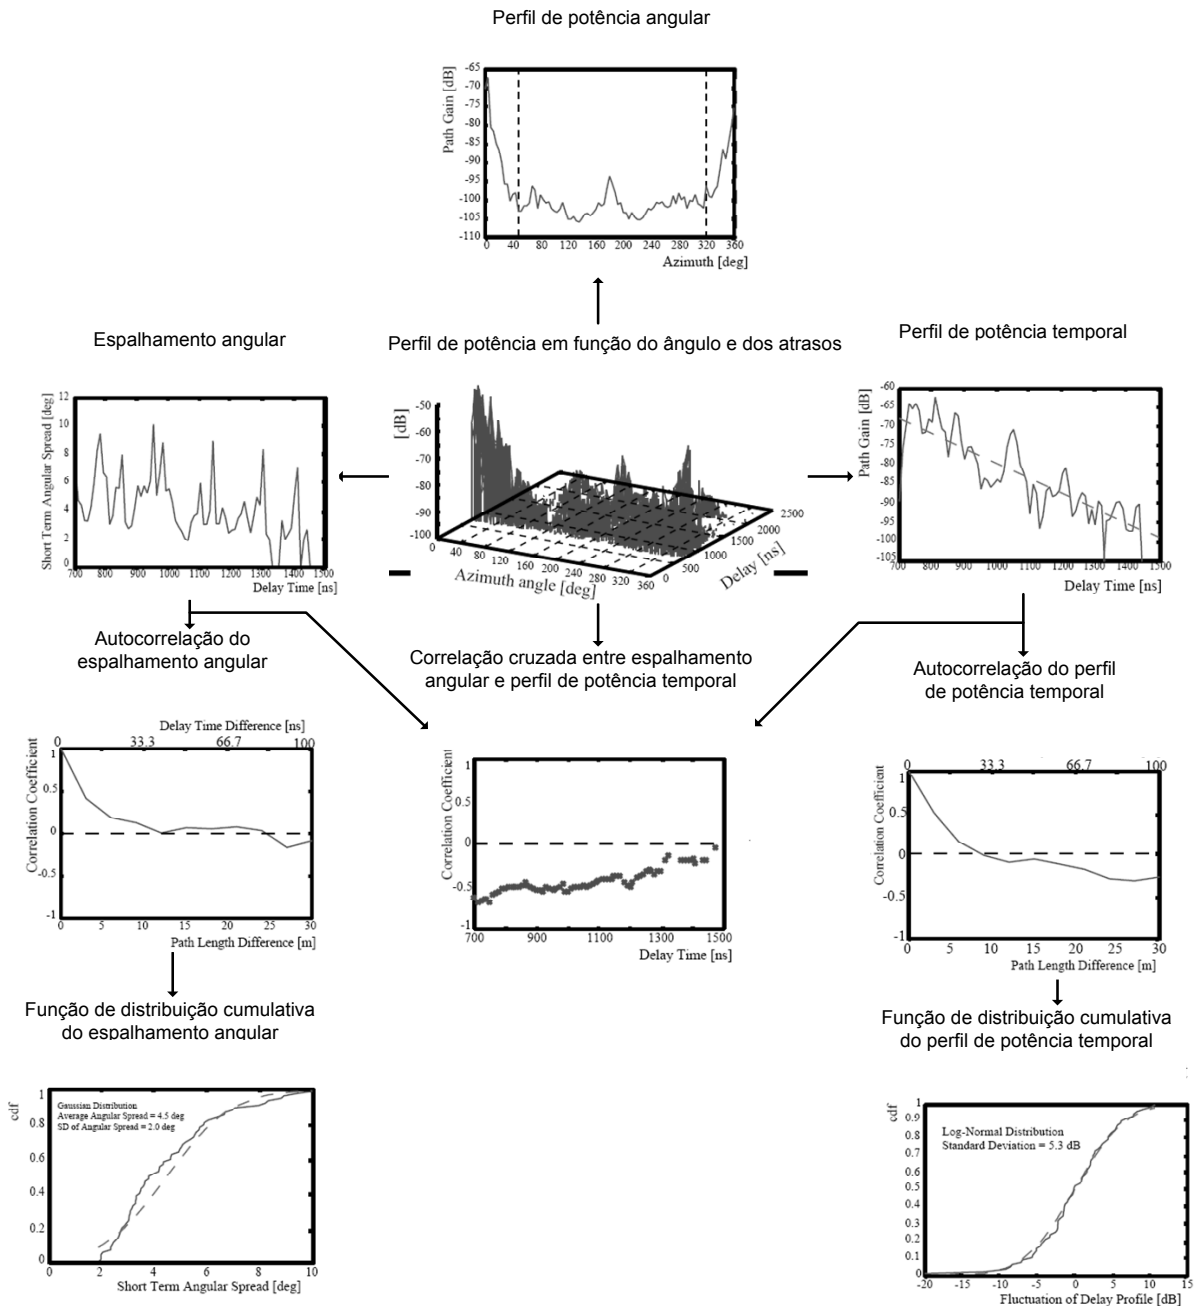 Perfil de potência angular
Path Gain [dB]
-65
-70
-75
-80
-85
-90
-95
-100
-105
-110
0 40 80 120 160 200 240 280 320 360
Azimuth [deg]
Espalhamento angular
Perfil de potência em função do ângulo e dos atrasos
Perfil de potência temporal
Short Term Angular Spread [deg]
12
10
8
6
4
2
0
700 800 900 1000 1100 1200 1300 1400 1500
Delay Time [ns]
[dB]
-50
-60
-70
-80
-90
-100
0 40 80 120 160 200 240 280 320 360
Azimuth angle [deg]
0 500 1000 1500 2000 2500
Delay [ns]
Path Gain [dB]
-60
-65
-70
-75
-80
-85
-90
-95
-105
700 800 900 1000 1100 1200 1300 1400 1500
Delay Time [ns]
Autocorrelação do
espalhamento angular
Correlação cruzada entre espalhamento
angular e perfil de potência temporal
Autocorrelação do perfil
de potência temporal
Delay Time Difference [ns]
0 33.3 66.7 100
Correlation Coefficient
1
0.5
0
-0.5
-1
0 5 10 15 20 25 30
Path Length Difference [m]
Correlation Coefficient
1
0.5
0
-0.5
-1
700 900 1100 1300 1500
Delay Time [ns]
0 33.3 66.7 100
Correlation Coefficient
1
0.5
0
-0.5
-1
0 5 10 15 20 25 30
Path Length Difference [m]
Função de distribuição cumulativa
do espalhamento angular
Função de distribuição cumulativa
do perfil de potência temporal
cdf
1
0.8
0.6
0.4
0.2
0
Gaussian Distribution
Average Angular Spread = 4.5 deg
SD of Angular Spread = 2.0 deg
2 4 6 8 10
Short Term Angular Spread [deg]
cdf
1
0.9
0.8
0.7
0.6
0.5
0.4
0.3
0.2
0.1
0
Log-Normal Distribution
Standard Deviation = 5.3 dB
-20 -15 -10 -5 0 5 10 15
Fluctuation of Delay Profile [dB]